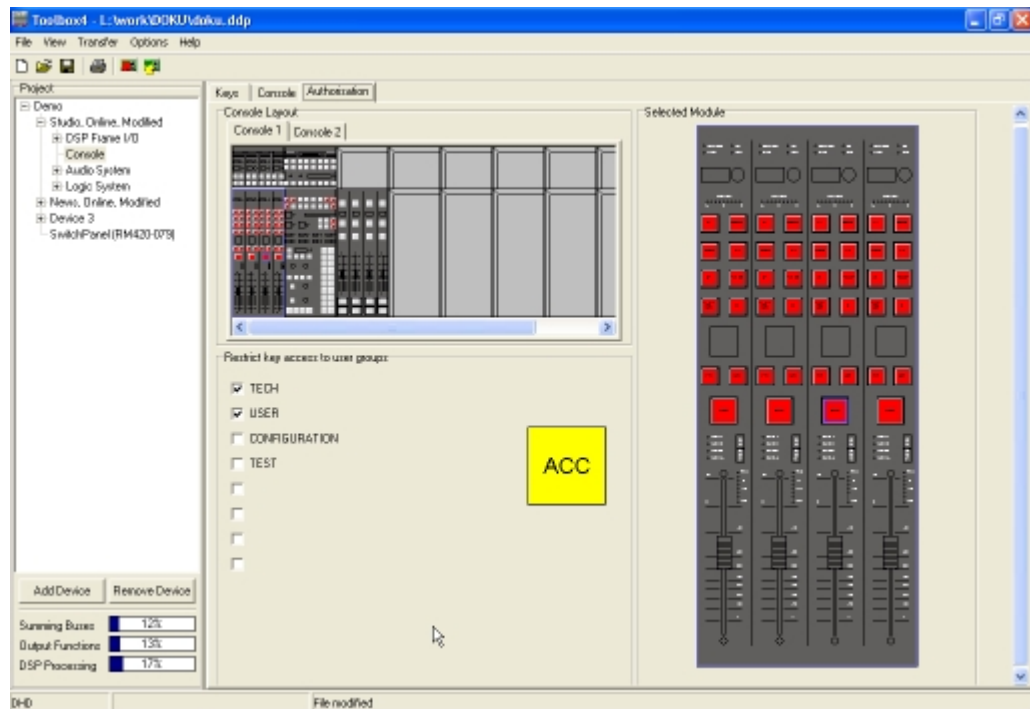 Toolbox4 - L:\work\DOKU\doku.ddp
File View Transfer Options Help
Project
Demo
Studio, Online, Modified
DSP Frame I/O
Console
Audio System
Logic System
News, Online, Modified
Device 3
SwitchPanel (RM420-079)
Add Device Remove Device
Summing Buses 12%
Output Functions 13%
DSP Processing 17%
Keys Console Authorisation
Console Layout
Console 1 Console 2
Restrict key access to user groups
TECH
USER
CONFIGURATION
TEST
ACC
Selected Module
DHD File modified